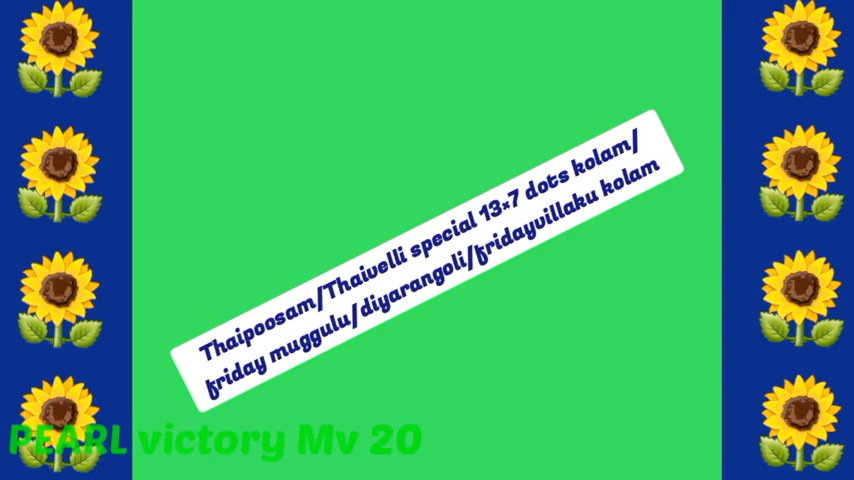 Thaipoosam/Thaivelli special 13×7 dots kolam/
friday muggulu/diyarangoli/fridayvillaku kolam
PEARL victory Mv 20